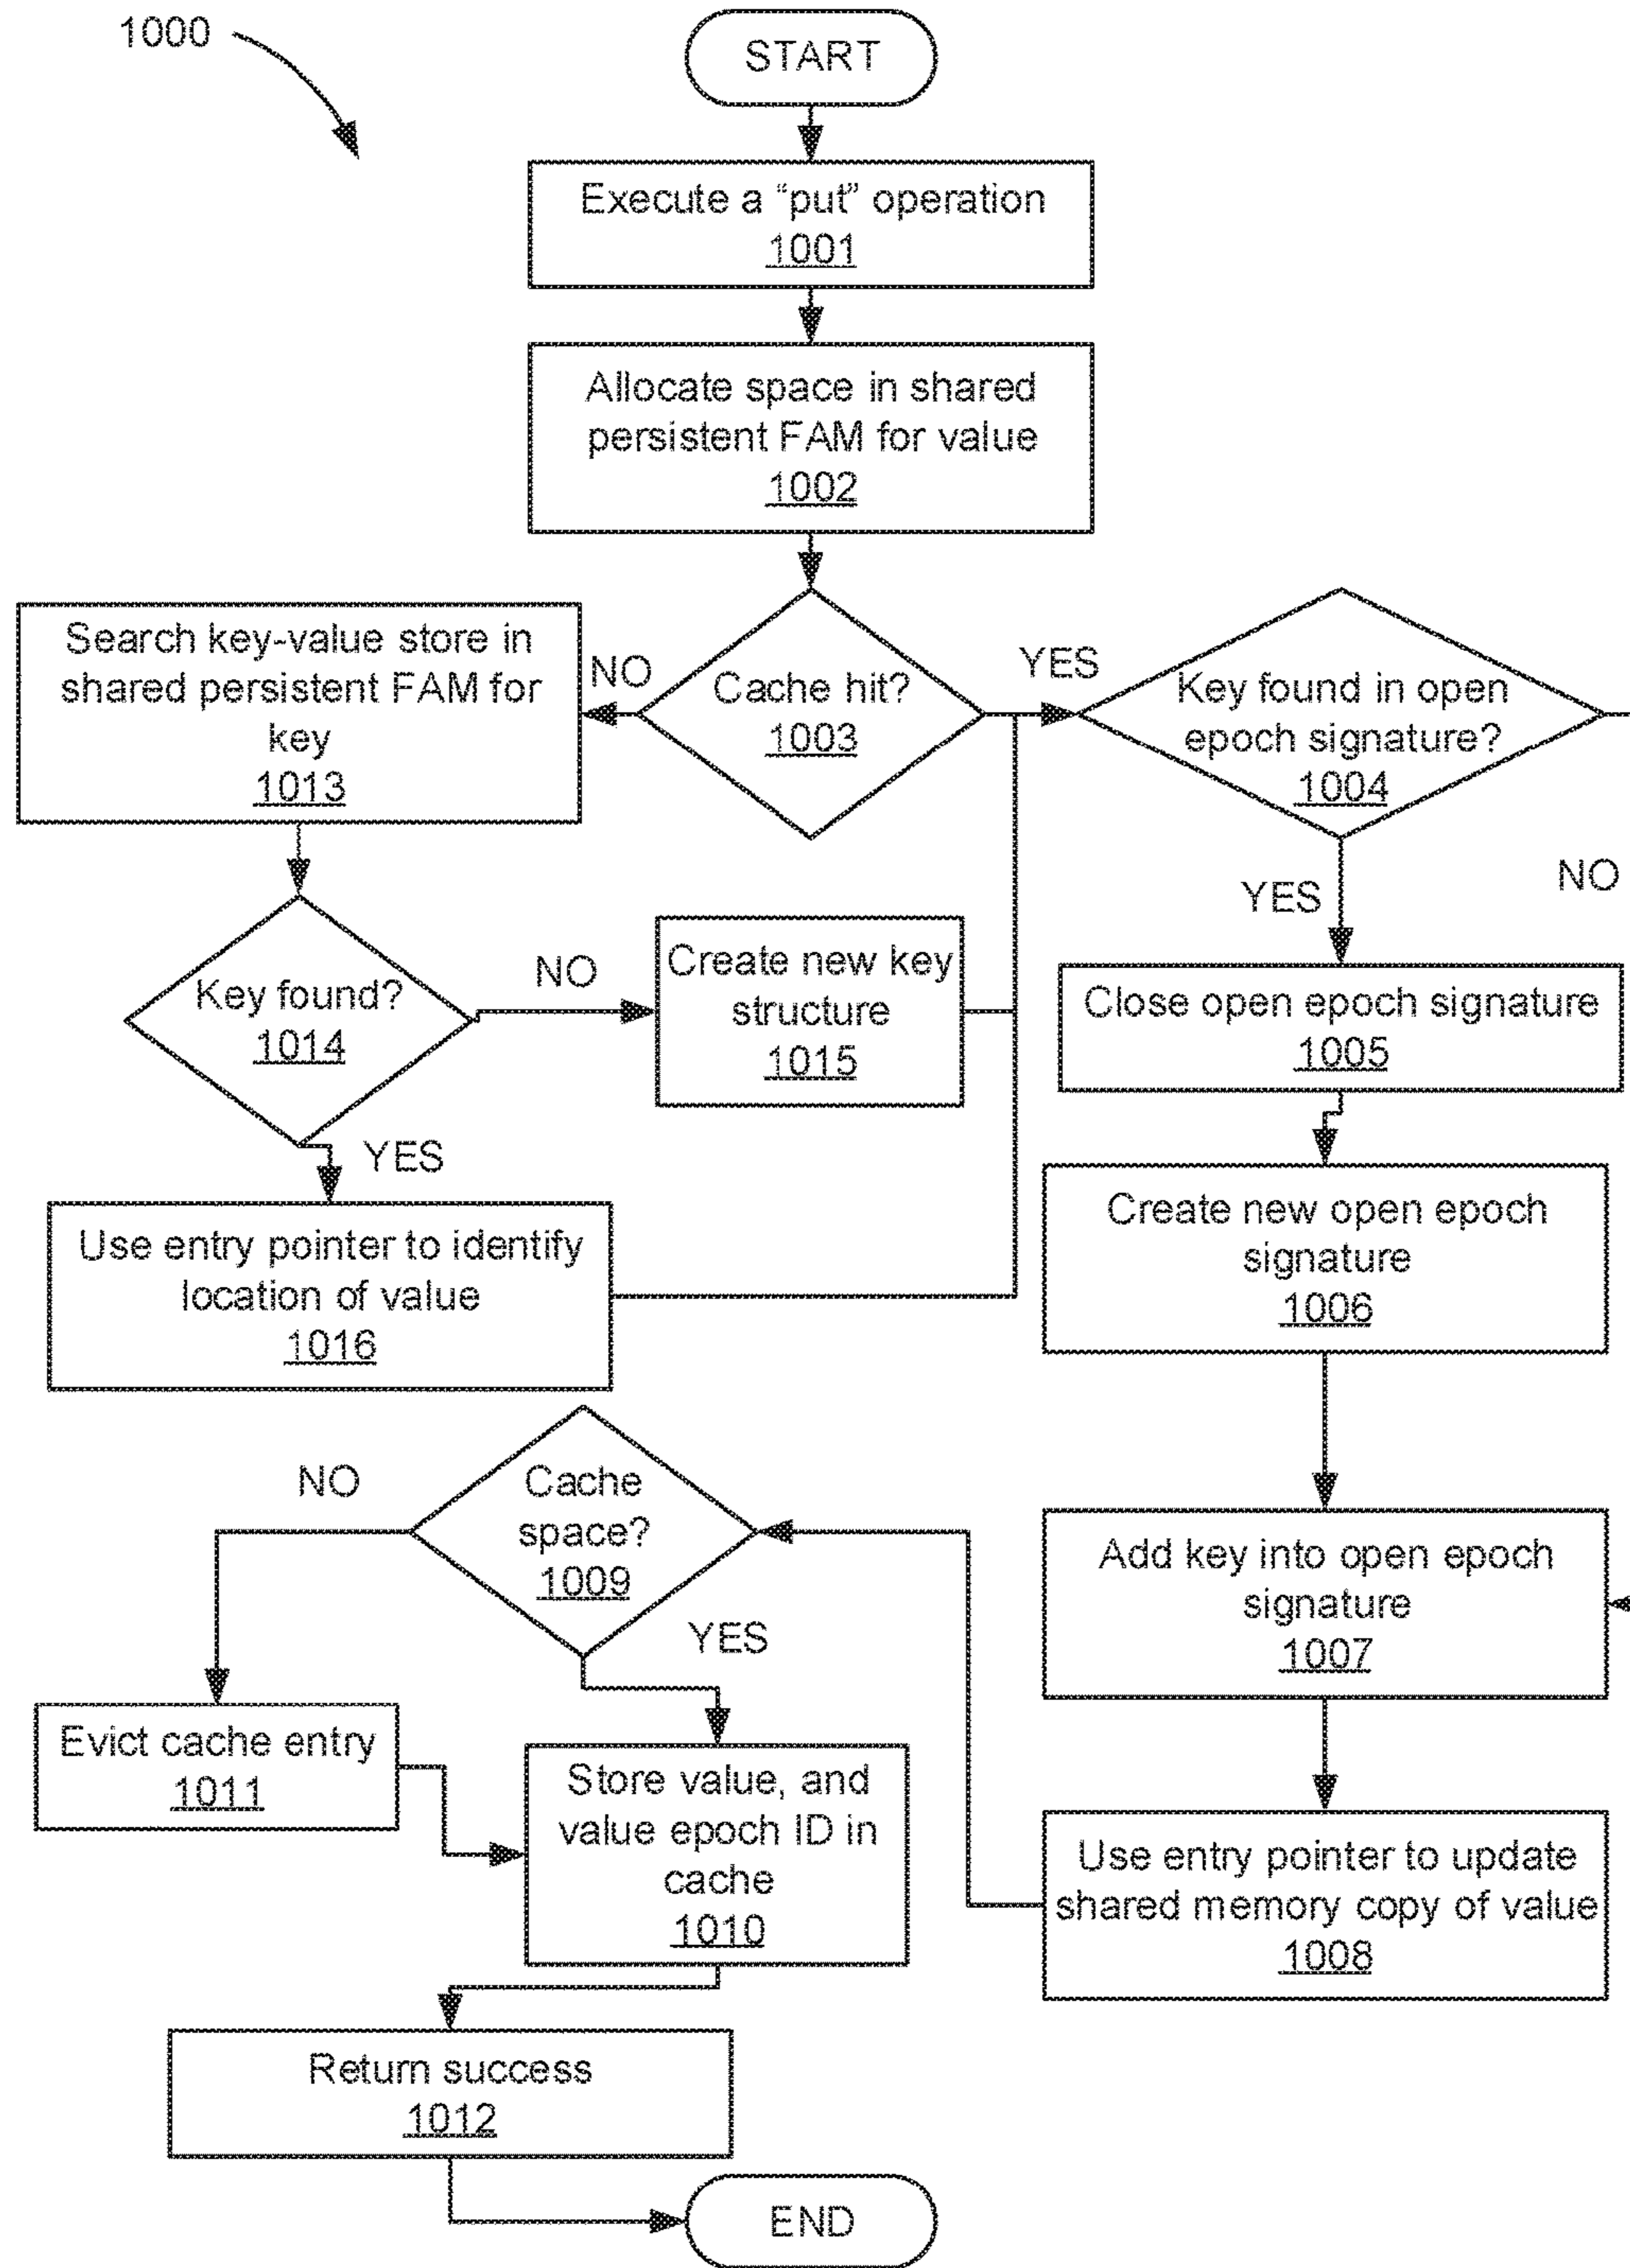 1000
START
Execute a “put” operation
1001
Allocate space in shared
persistent FAM for value
1002
Search key-value store in
shared persistent FAM for
key
1013
NO
Cache hit?
1003
YES
Key found in open
epoch signature?
1004
NO
YES
Key found?
1014
NO
Create new key
structure
1015
Close open epoch signature
1005
YES
Use entry pointer to identify
location of value
1016
Create new open epoch
signature
1006
NO
Cache
space?
1009
YES
Add key into open epoch
signature
1007
Evict cache entry
1011
Store value, and
value epoch ID in
cache
1010
Use entry pointer to update
shared memory copy of value
1008
Return success
1012
END